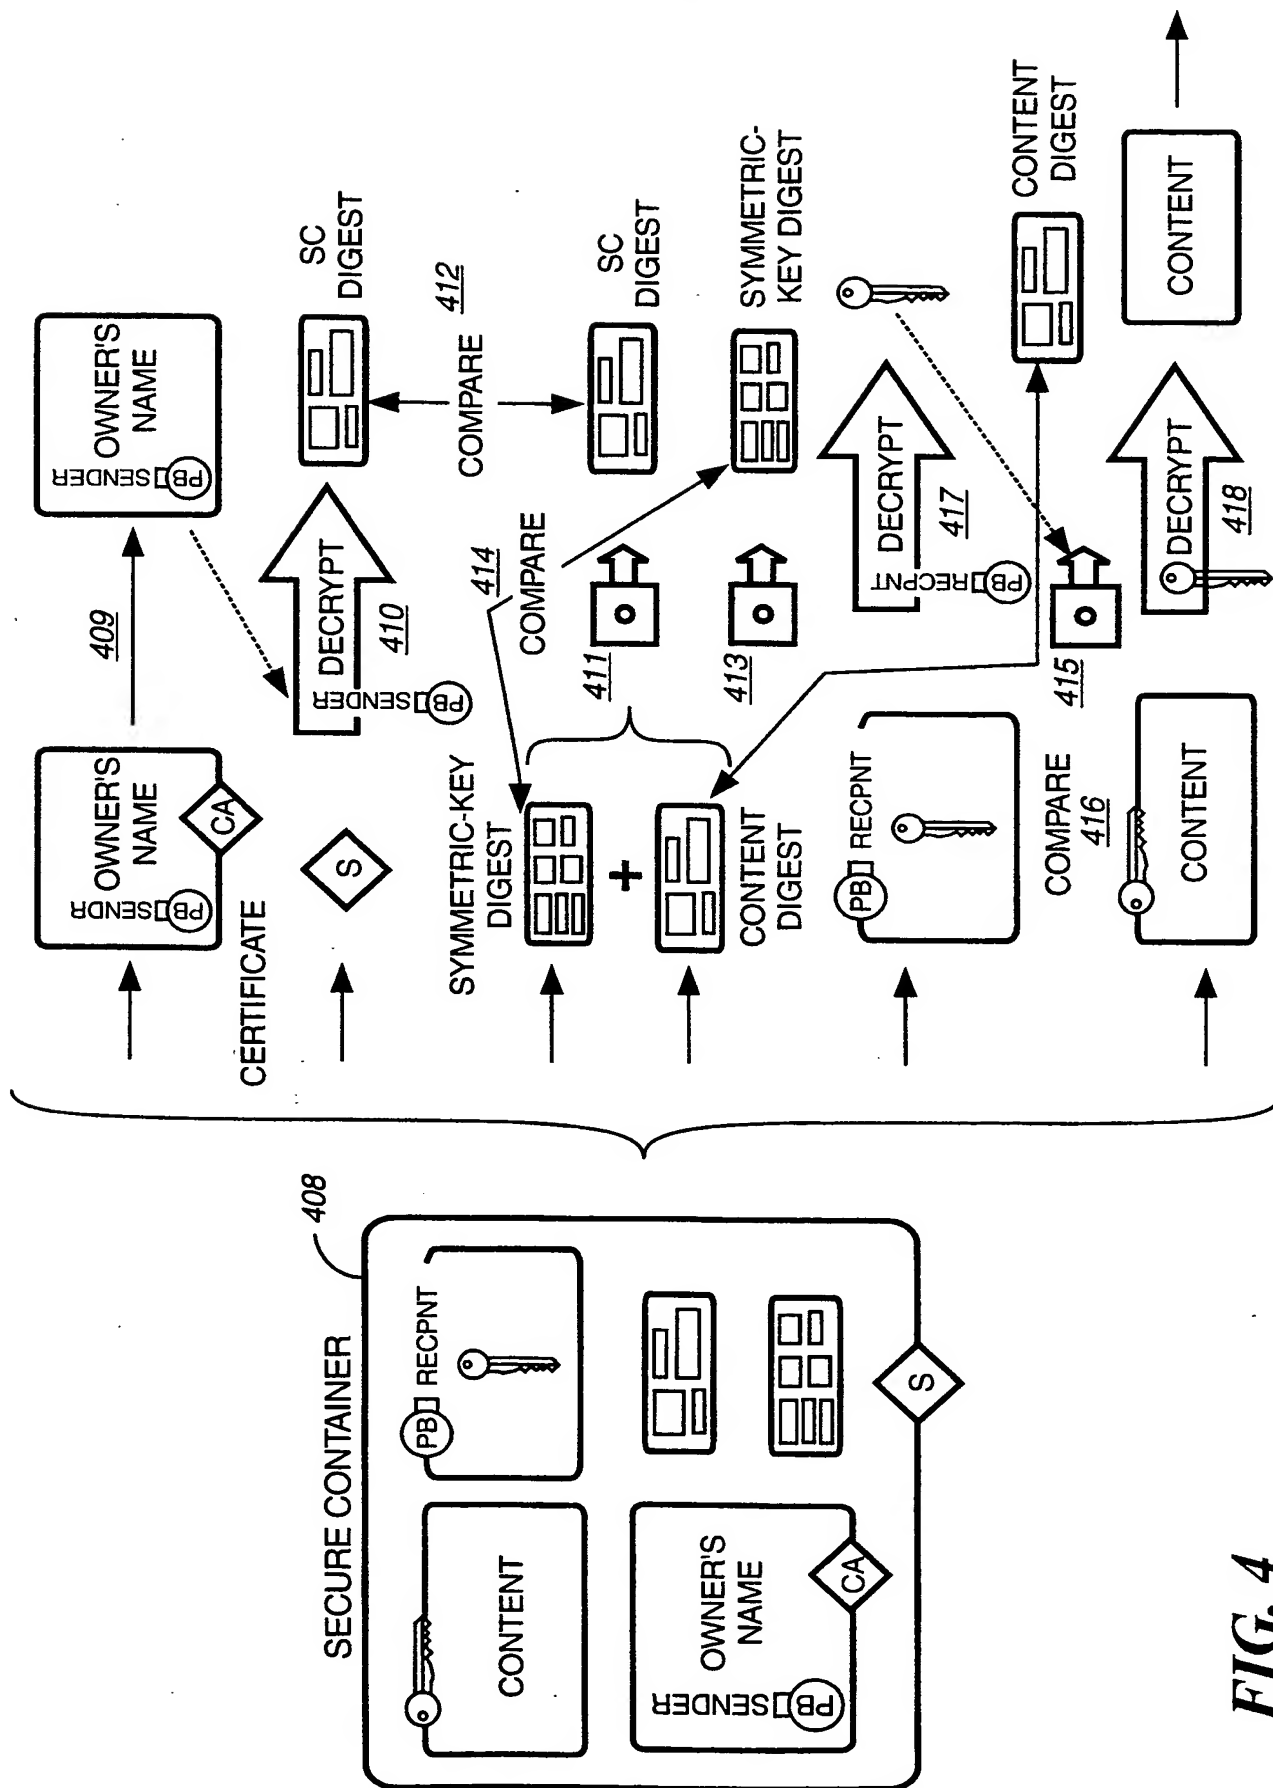 SECURE CONTAINER
408
CONTENT
PB
RECPNT
OWNER'S
NAME
PB
SENDER
CA
S
FIG. 4
OWNER'S
NAME
PB
SENDR
CA
CERTIFICATE
409
OWNER'S
NAME
PB
SENDER
S
DECRYPT
410
PB
SENDER
SC
DIGEST
COMPARE
412
SC
DIGEST
SYMMETRIC-KEY
DIGEST
414
COMPARE
411
+
CONTENT
DIGEST
413
SYMMETRIC-
KEY DIGEST
PB
RECPNT
DECRYPT
417
PB
RECPNT
COMPARE
416
415
CONTENT
DIGEST
CONTENT
DECRYPT
418
CONTENT